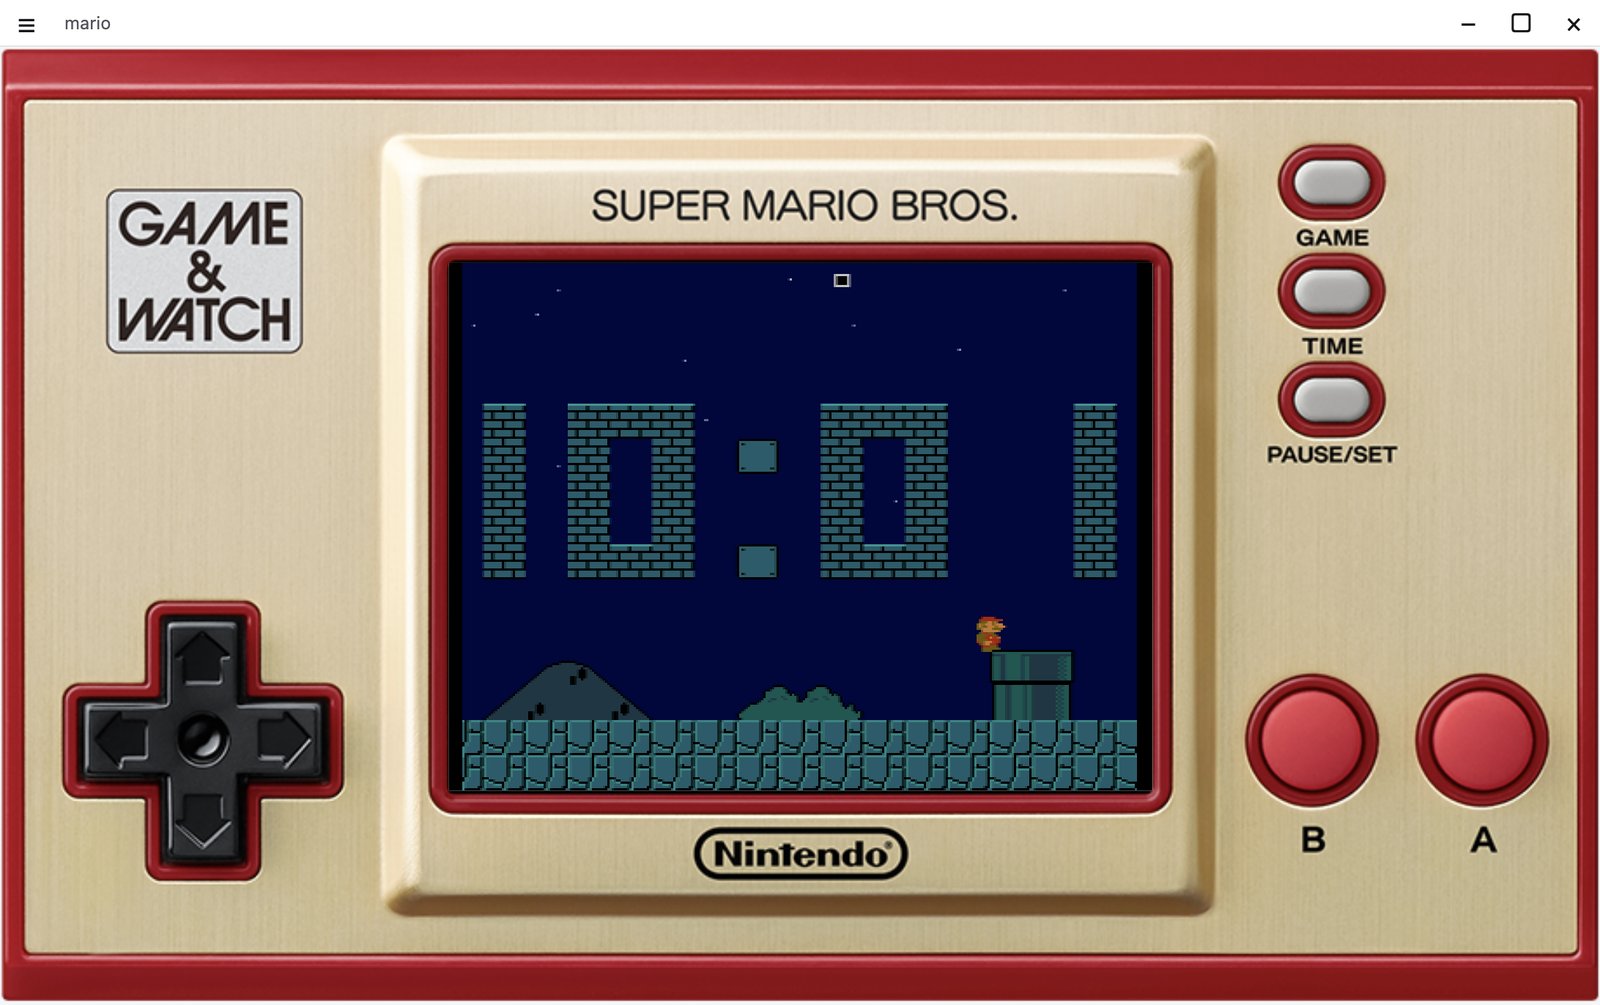 mario
GAME
&
WATCH
SUPER MARIO BROS.
GAME
TIME
PAUSE/SET
10:01
B
A
Nintendo®